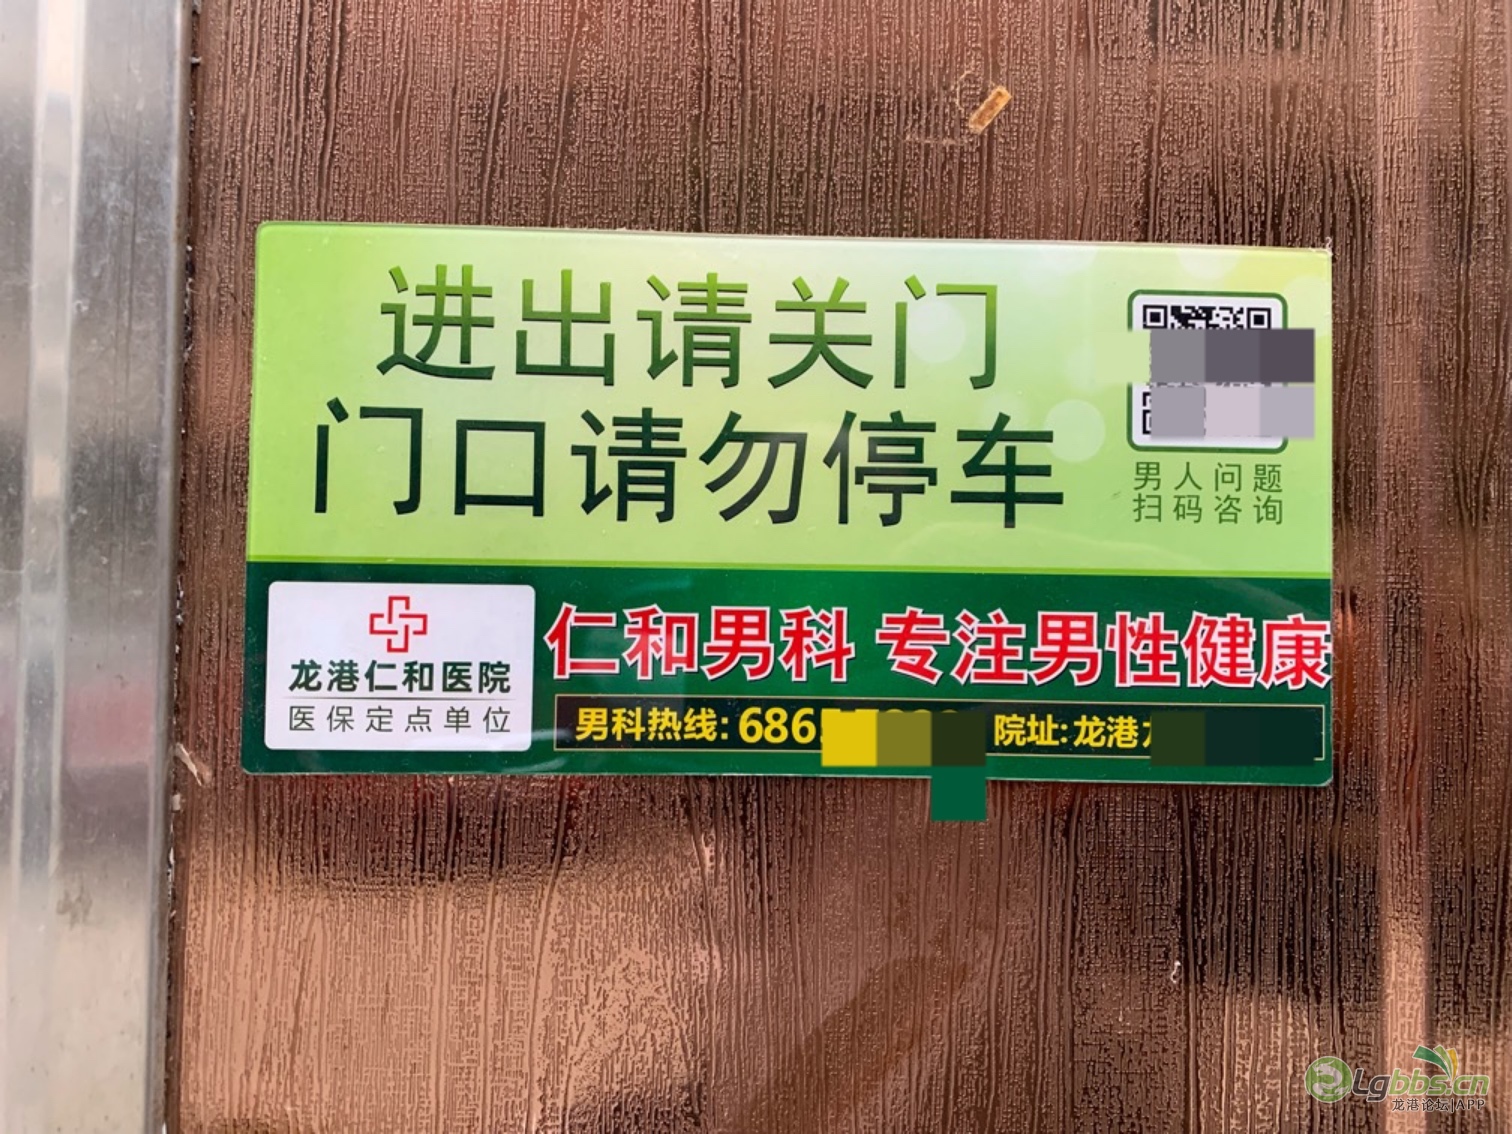 进出请关门
门口请勿停车
男人问题
扫码咨询
龙港仁和医院
医保定点单位
仁和男科 专注男性健康
男科热线:686
院址:龙港
Lgbbs.cn
龙港论坛|APP